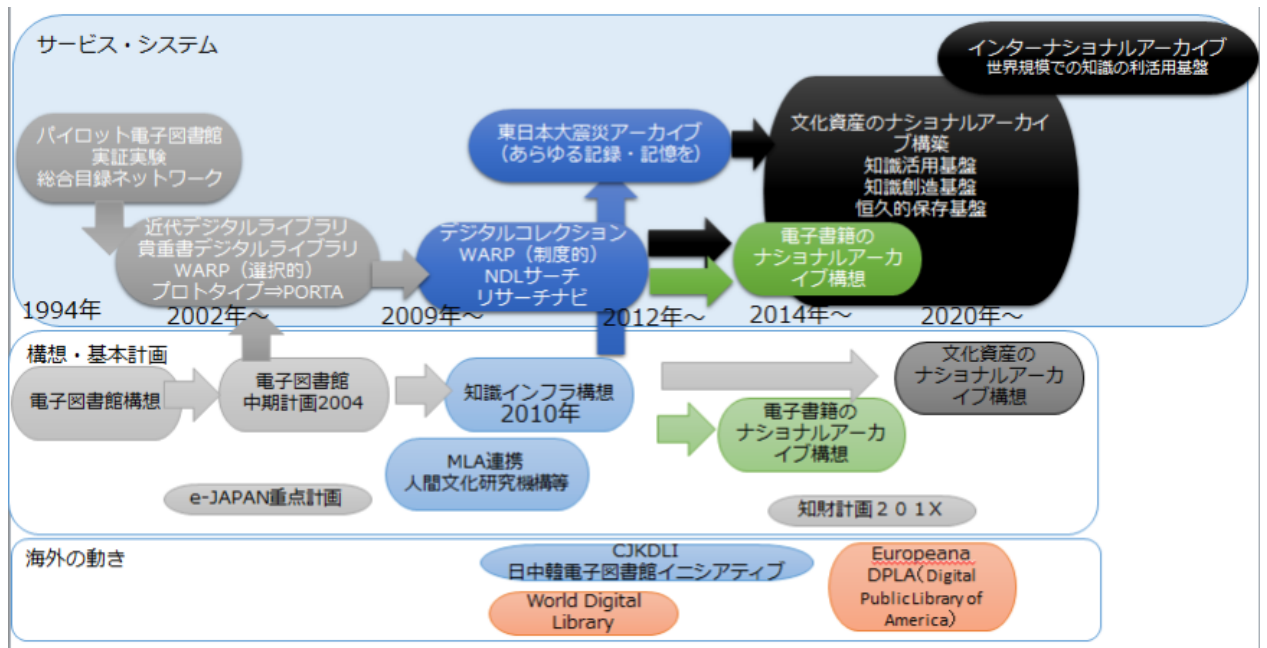 サービス・システム
インターナショナルアーカイブ
世界規模での知識の利活用基盤
パイロット電子図書館
実証実験
総合目録ネットワーク
東日本大震災アーカイブ
（あらゆる記録・記憶を）
文化資産のナショナルアーカイ
ブ構築
知識活用基盤
知識創造基盤
恒久的保存基盤
近代デジタルライブラリ
貴重書デジタルライブラリ
WARP（選択的）
プロトタイプ⇒PORTA
デジタルコレクション
WARP（制度的）
NDLサーチ
リサーチナビ
電子書籍の
ナショナルアーカ
イブ構想
1994年
2002年～
2009年～
2012年～
2014年～
2020年～
構想・基本計画
電子図書館構想
電子図書館
中期計画2004
知識インフラ構想
2010年
電子書籍の
ナショナルアーカ
イブ構想
文化資産の
ナショナルアーカ
イブ構想
MLA連携
人間文化研究機構等
e-JAPAN重点計画
知財計画２０１X
海外の動き
CJKDLI
日中韓電子図書館イニシアティブ
World Digital
Library
Europeana
DPLA（Digital
PublicLibrary of
America）